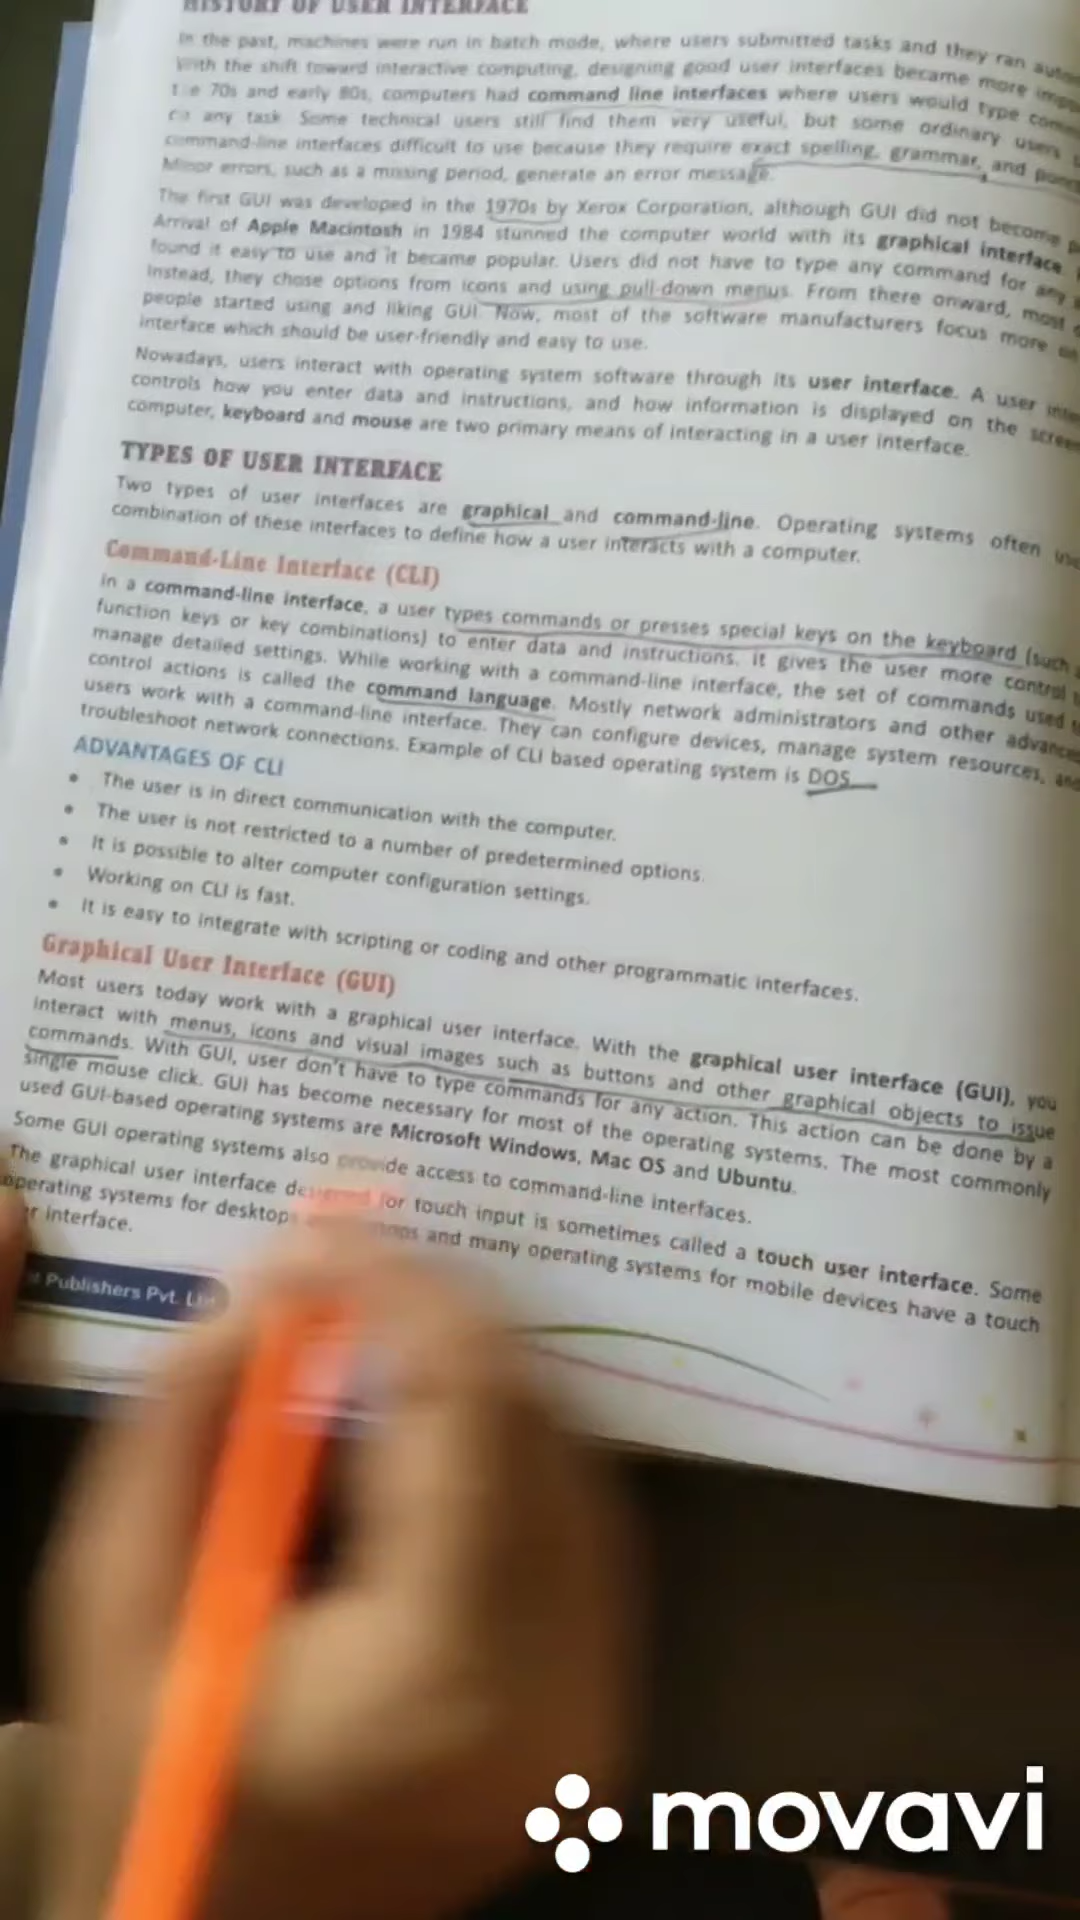 HISTORY OF USER INTERFACE
In the past, machines were run in batch mode, where users submitted tasks and they ran
With the shift toward interactive computing, designing good user interfaces became more
70s and early 80s, computers had command line interfaces where users would type
any task. Some technical users still find them very useful, but some ordinary users
command-line interfaces difficult to use because they require exact spelling, grammar, and
Minor errors, such as a missing period, generate an error message.
The first GUI was developed in the 1970s by Xerox Corporation, although GUI did not become
Arrival of Apple Macintosh in 1984 stunned the computer world with its graphical interface.
found it easy to use and it became popular. Users did not have to type any command for any
Instead, they chose options from icons and using pull-down menus. From there onward, most
people started using and liking GUI. Now, most of the software manufacturers focus more on
interface which should be user-friendly and easy to use.
Nowadays, users interact with operating system software through its user interface. A user
controls how you enter data and instructions, and how information is displayed on the screen
computer, keyboard and mouse are two primary means of interacting in a user interface.
TYPES OF USER INTERFACE
Two types of user interfaces are graphical and command-line. Operating systems often
combination of these interfaces to define how a user interacts with a computer.
Command-Line Interface (CLI)
In a command-line interface, a user types commands or presses special keys on the keyboard (such
function keys or key combinations) to enter data and instructions. It gives the user more control
manage detailed settings. While working with a command-line interface, the set of commands used
control actions is called the command language. Mostly network administrators and other advanced
users work with a command-line interface. They can configure devices, manage system resources, and
troubleshoot network connections. Example of CLI based operating system is DOS.
ADVANTAGES OF CLI
• The user is in direct communication with the computer.
• The user is not restricted to a number of predetermined options.
• It is possible to alter computer configuration settings.
• Working on CLI is fast.
• It is easy to integrate with scripting or coding and other programmatic interfaces.
Graphical User Interface (GUI)
Most users today work with a graphical user interface. With the graphical user interface (GUI), you
interact with menus, icons and visual images such as buttons and other graphical objects to issue
commands. With GUI, user don't have to type commands for any action. This action can be done by a
single mouse click. GUI has become necessary for most of the operating systems. The most commonly
used GUI-based operating systems are Microsoft Windows, Mac OS and Ubuntu.
Some GUI operating systems also provide access to command-line interfaces.
The graphical user interface designed for touch input is sometimes called a touch user interface. Some
operating systems for desktops and many operating systems for mobile devices have a touch
interface.
Publishers Pvt. Ltd
movavi